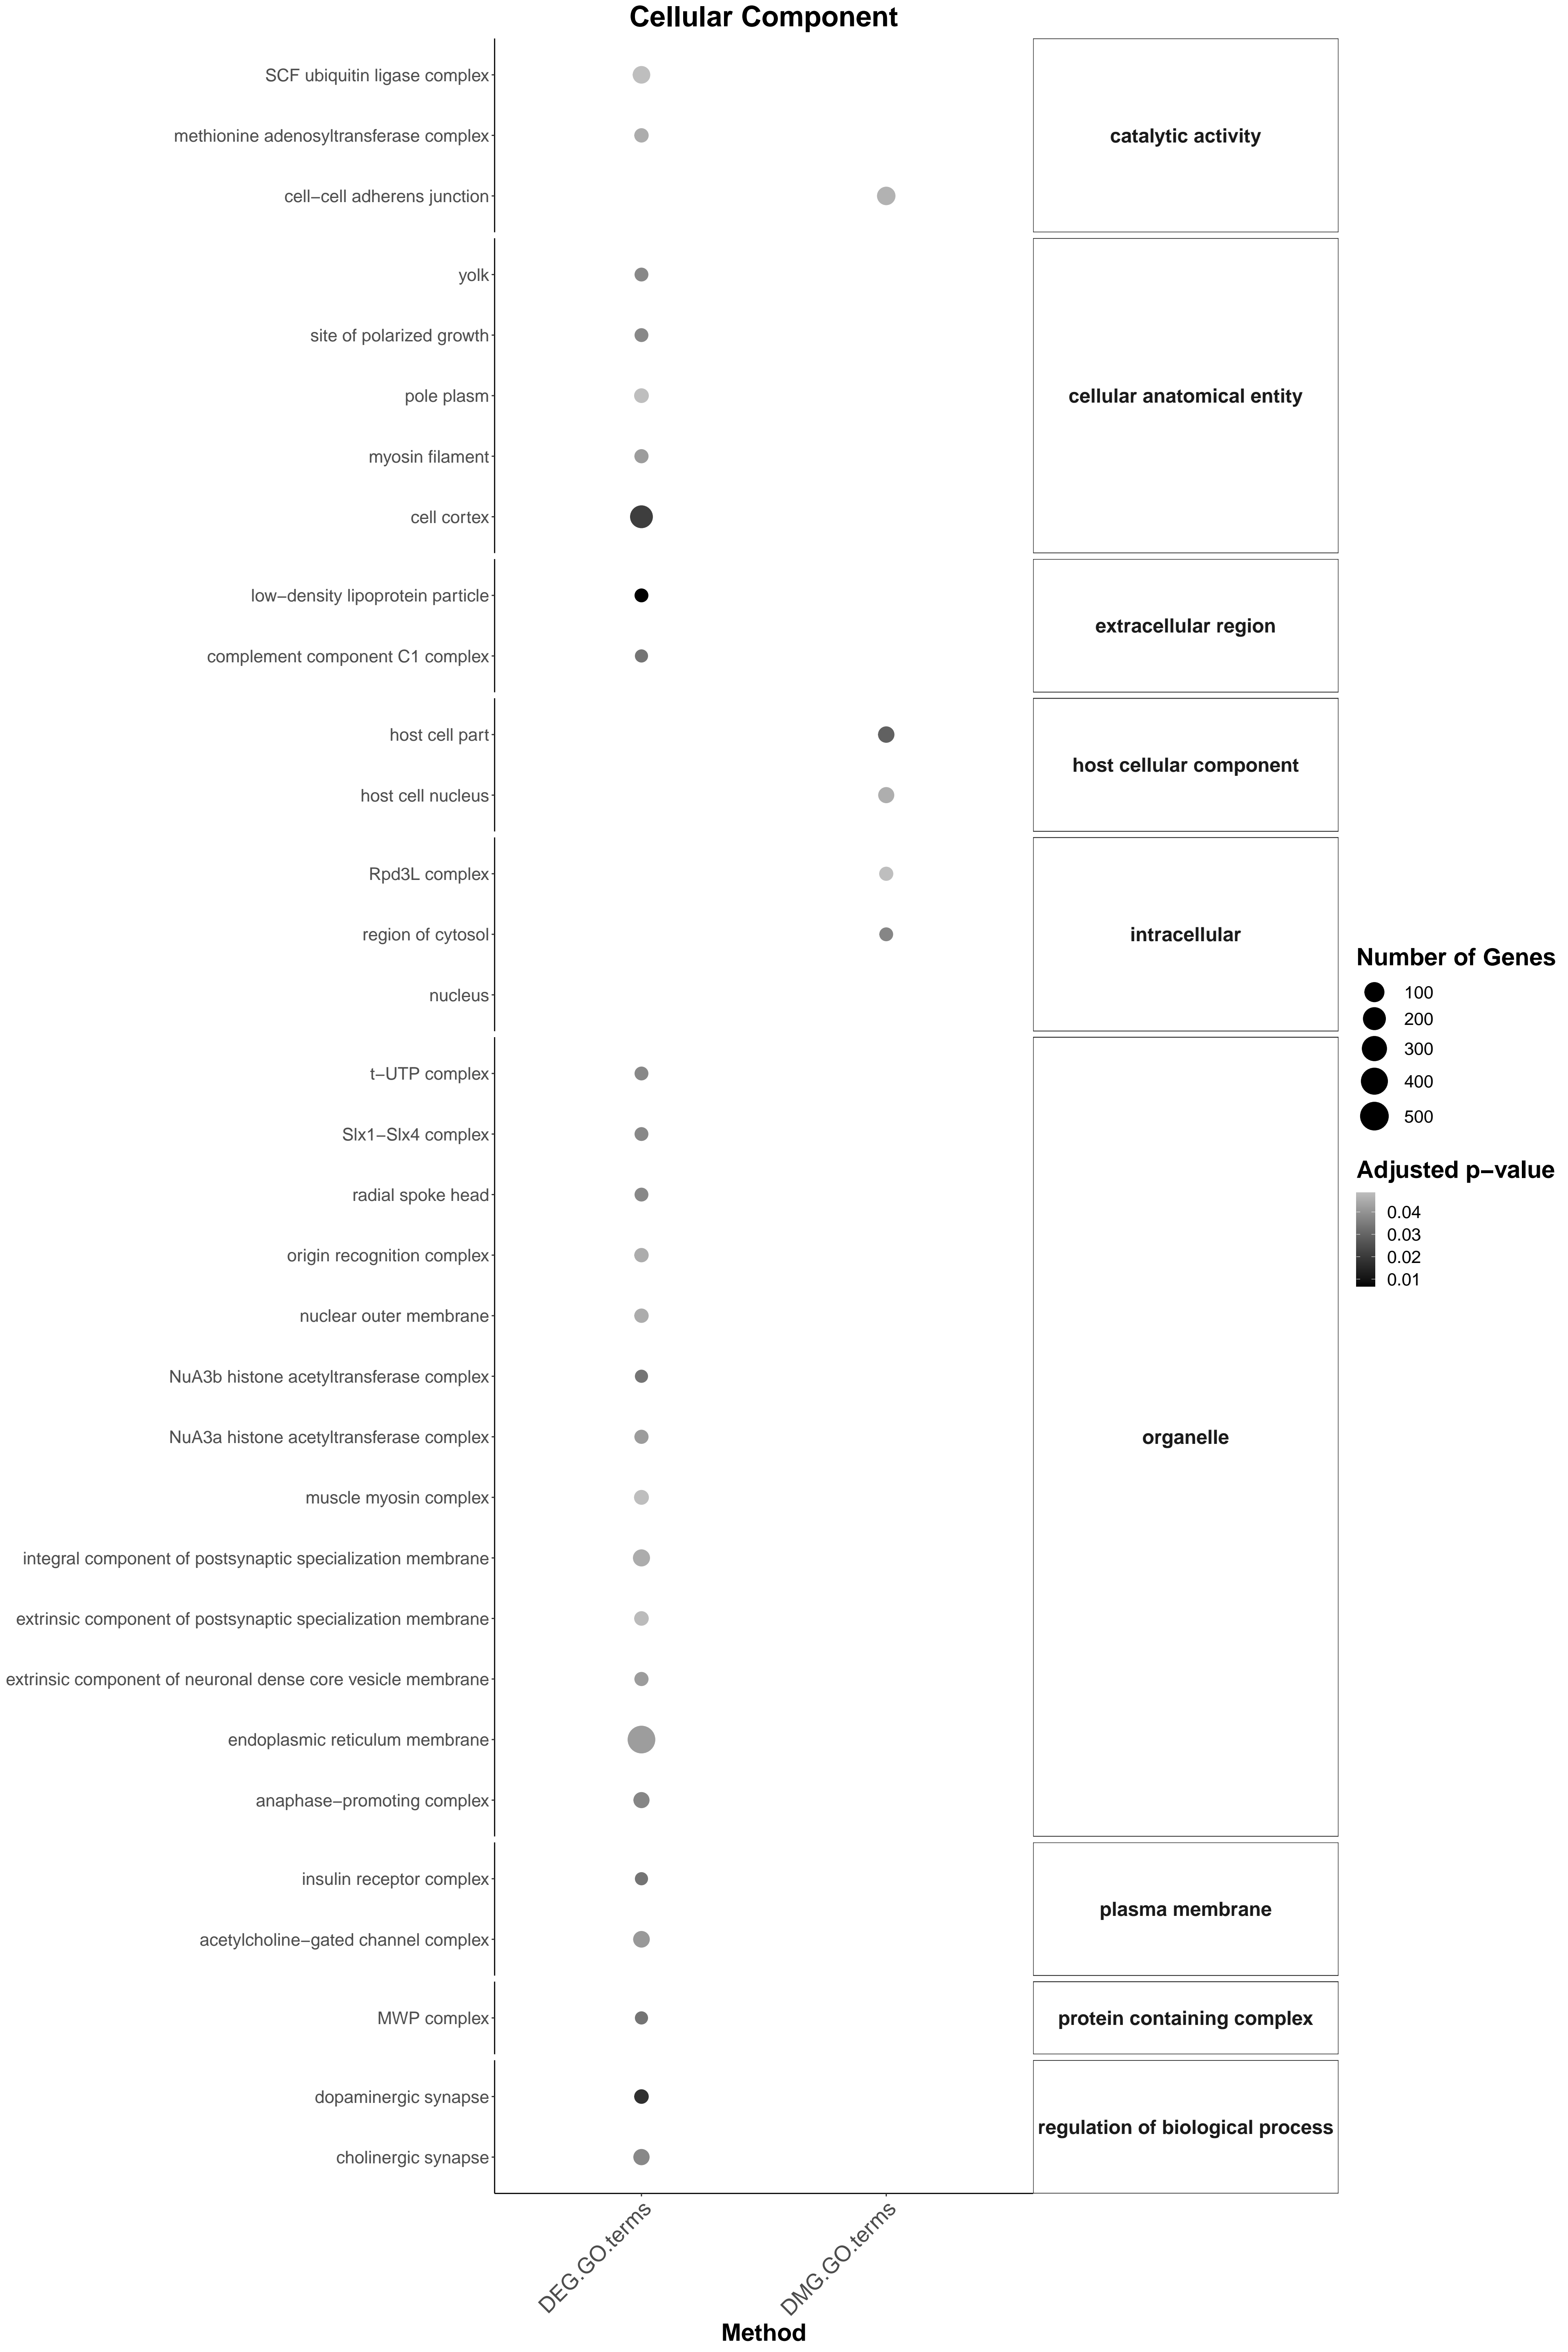 Cellular Component
SCF ubiquitin ligase complex
methionine adenosyltransferase complex
cell−cell adherens junction
catalytic activity
yolk
site of polarized growth
pole plasm
myosin filament
cell cortex
cellular anatomical entity
low−density lipoprotein particle
complement component C1 complex
extracellular region
host cell part
host cell nucleus
host cellular component
Rpd3L complex
region of cytosol
nucleus
intracellular
t−UTP complex
Slx1−Slx4 complex
radial spoke head
origin recognition complex
nuclear outer membrane
NuA3b histone acetyltransferase complex
NuA3a histone acetyltransferase complex
muscle myosin complex
integral component of postsynaptic specialization membrane
extrinsic component of postsynaptic specialization membrane
extrinsic component of neuronal dense core vesicle membrane
endoplasmic reticulum membrane
anaphase−promoting complex
organelle
insulin receptor complex
acetylcholine−gated channel complex
plasma membrane
MWP complex
protein containing complex
dopaminergic synapse
cholinergic synapse
regulation of biological process
DEG.GO.terms
DMG.GO.terms
Method
Number of Genes
100
200
300
400
500
Adjusted p−value
0.04
0.03
0.02
0.01